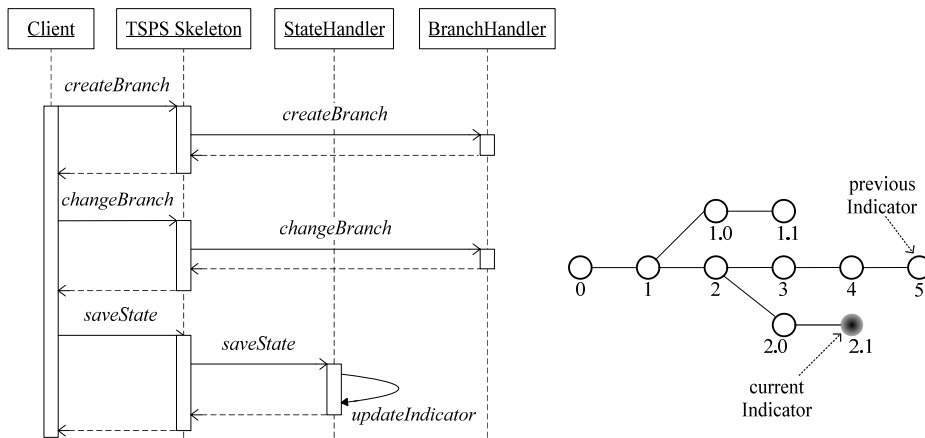 Client
TSPS Skeleton
StateHandler
BranchHandler
createBranch
createBranch
changeBranch
changeBranch
saveState
saveState
updateIndicator
previous
Indicator
1.0
1.1
0
1
2
3
4
5
2.0
2.1
current
Indicator